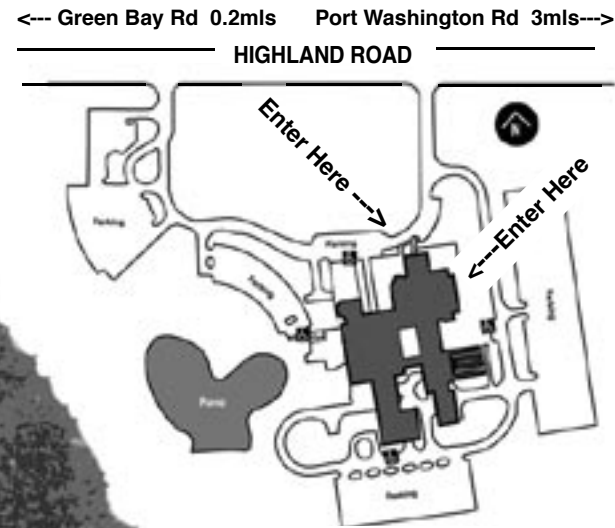 <--- Green Bay Rd 0.2mls Port Washington Rd 3mls--->
HIGHLAND ROAD
Enter Here ---->
N
<----Enter Here
Parking
Parking
Parking
Parking
Pond
Parking